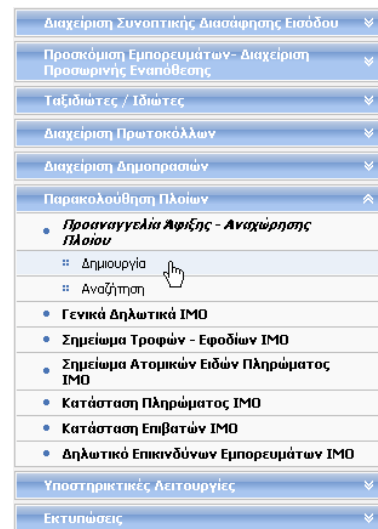 Διαχείριση Συνοπτικής Διασάφησης Εισόδου
Προσκόμιση Εμπορευμάτων- Διαχείριση
Προσωρινής Εναπόθεσης
Ταξιδιώτες / Ιδιώτες
Διαχείριση Πρωτοκόλλων
Διαχείριση Δημοπρασιών
Παρακολούθηση Πλοίων
Προαναγγελία Άφιξης - Αναχώρησης
Πλοίου
Δημιουργία
Αναζήτηση
Γενικά Δηλωτικά ΙΜΟ
Σημείωμα Τροφών - Εφοδίων ΙΜΟ
Σημείωμα Ατομικών Ειδών Πληρώματος
ΙΜΟ
Κατάσταση Πληρώματος ΙΜΟ
Κατάσταση Επιβατών ΙΜΟ
Δηλωτικό Επικινδύνων Εμπορευμάτων ΙΜΟ
Υποστηρικτικές Λειτουργίες
Εκτυπώσεις